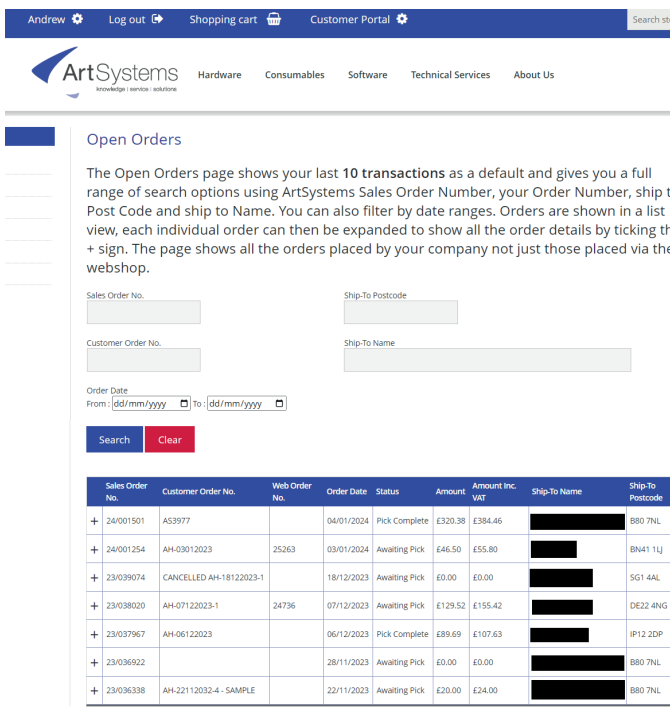 Andrew Log out Shopping cart Customer Portal Search
ArtSystems
knowledge | service | solutions
Hardware Consumables Software Technical Services About Us
Open Orders
The Open Orders page shows your last 10 transactions as a default and gives you a full
range of search options using ArtSystems Sales Order Number, your Order Number, ship
Post Code and ship to Name. You can also filter by date ranges. Orders are shown in a list
view, each individual order can then be expanded to show all the order details by ticking
+ sign. The page shows all the orders placed by your company not just those placed via the
webshop.
Sales Order No. Ship-To Postcode
Customer Order No. Ship-To Name
Order Date
From : dd/mm/yyyy To : dd/mm/yyyy
Search Clear
Sales Order No. Customer Order No. Web Order No. Order Date Status Amount Amount Inc. VAT Ship-To Name Ship-To Postcode
+ 24/001501 AS3977 04/01/2024 Pick Complete £320.38 £384.46 B80 7NL
+ 24/001254 AH-03012023 25263 03/01/2024 Awaiting Pick £46.50 £55.80 BN41 1LJ
+ 23/039074 CANCELLED AH-18122023-1 18/12/2023 Awaiting Pick £0.00 £0.00 SG1 4AL
+ 23/038020 AH-07122023-1 24736 07/12/2023 Awaiting Pick £129.52 £155.42 DE22 4NG
+ 23/037967 AH-06122023 06/12/2023 Pick Complete £89.69 £107.63 IP12 2DP
+ 23/036922 28/11/2023 Awaiting Pick £0.00 £0.00 B80 7NL
+ 23/036338 AH-22112032-4 - SAMPLE 22/11/2023 Awaiting Pick £20.00 £24.00 B80 7NL